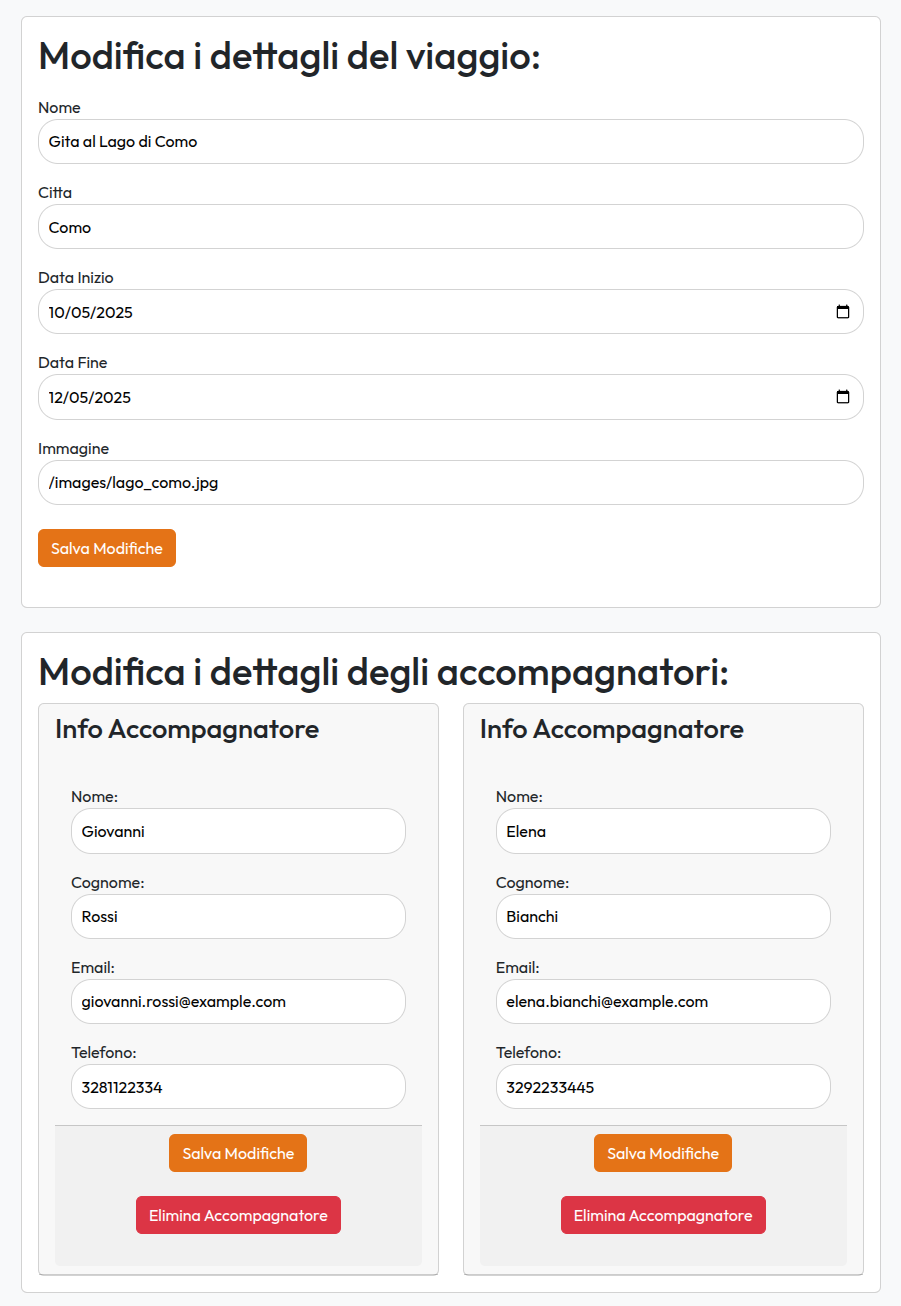 Modifica i dettagli del viaggio:
Nome
Gita al Lago di Como
Citta
Como
Data Inizio
10/05/2025
Data Fine
12/05/2025
Immagine
/images/lago_como.jpg
Salva Modifiche
Modifica i dettagli degli accompagnatori:
Info Accompagnatore
Nome:
Giovanni
Cognome:
Rossi
Email:
giovanni.rossi@example.com
Telefono:
3281122334
Salva Modifiche
Elimina Accompagnatore
Info Accompagnatore
Nome:
Elena
Cognome:
Bianchi
Email:
elena.bianchi@example.com
Telefono:
3292233445
Salva Modifiche
Elimina Accompagnatore